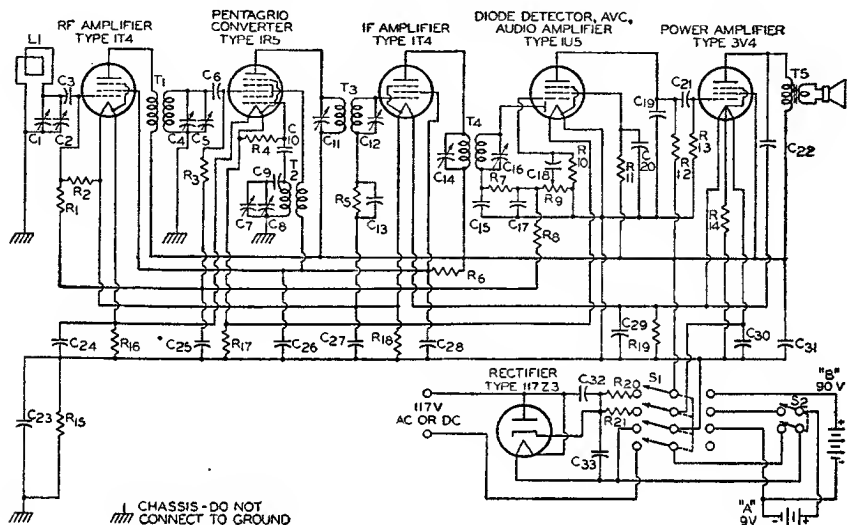 RF AMPLIFIER
TYPE 1T4
PENTAGRID
CONVERTER
TYPE 1R5
IF AMPLIFIER
TYPE 1T4
DIODE DETECTOR, AVC,
AUDIO AMPLIFIER
TYPE 1U5
POWER AMPLIFIER
TYPE 3V4
L1
C3
T1
C6
T3
T4
C19
C21
T5
C1
C2
C4
C5
R4
C10
C11
C12
C14
C16
C18
R10
R11
C20
R12
R13
C22
R2
R1
R3
C9
T2
R5
C13
R7
R9
C7
C8
C15
C17
R8
R14
R6
C24
R16
C25
R17
C26
C27
R18
C28
C29
R19
C30
C31
C23
R15
RECTIFIER
TYPE 117Z3
C32
R20
S1
"B"
90 V
117V
AC OR DC
R21
S2
C33
CHASSIS - DO NOT
CONNECT TO GROUND
"A"
9V
- +